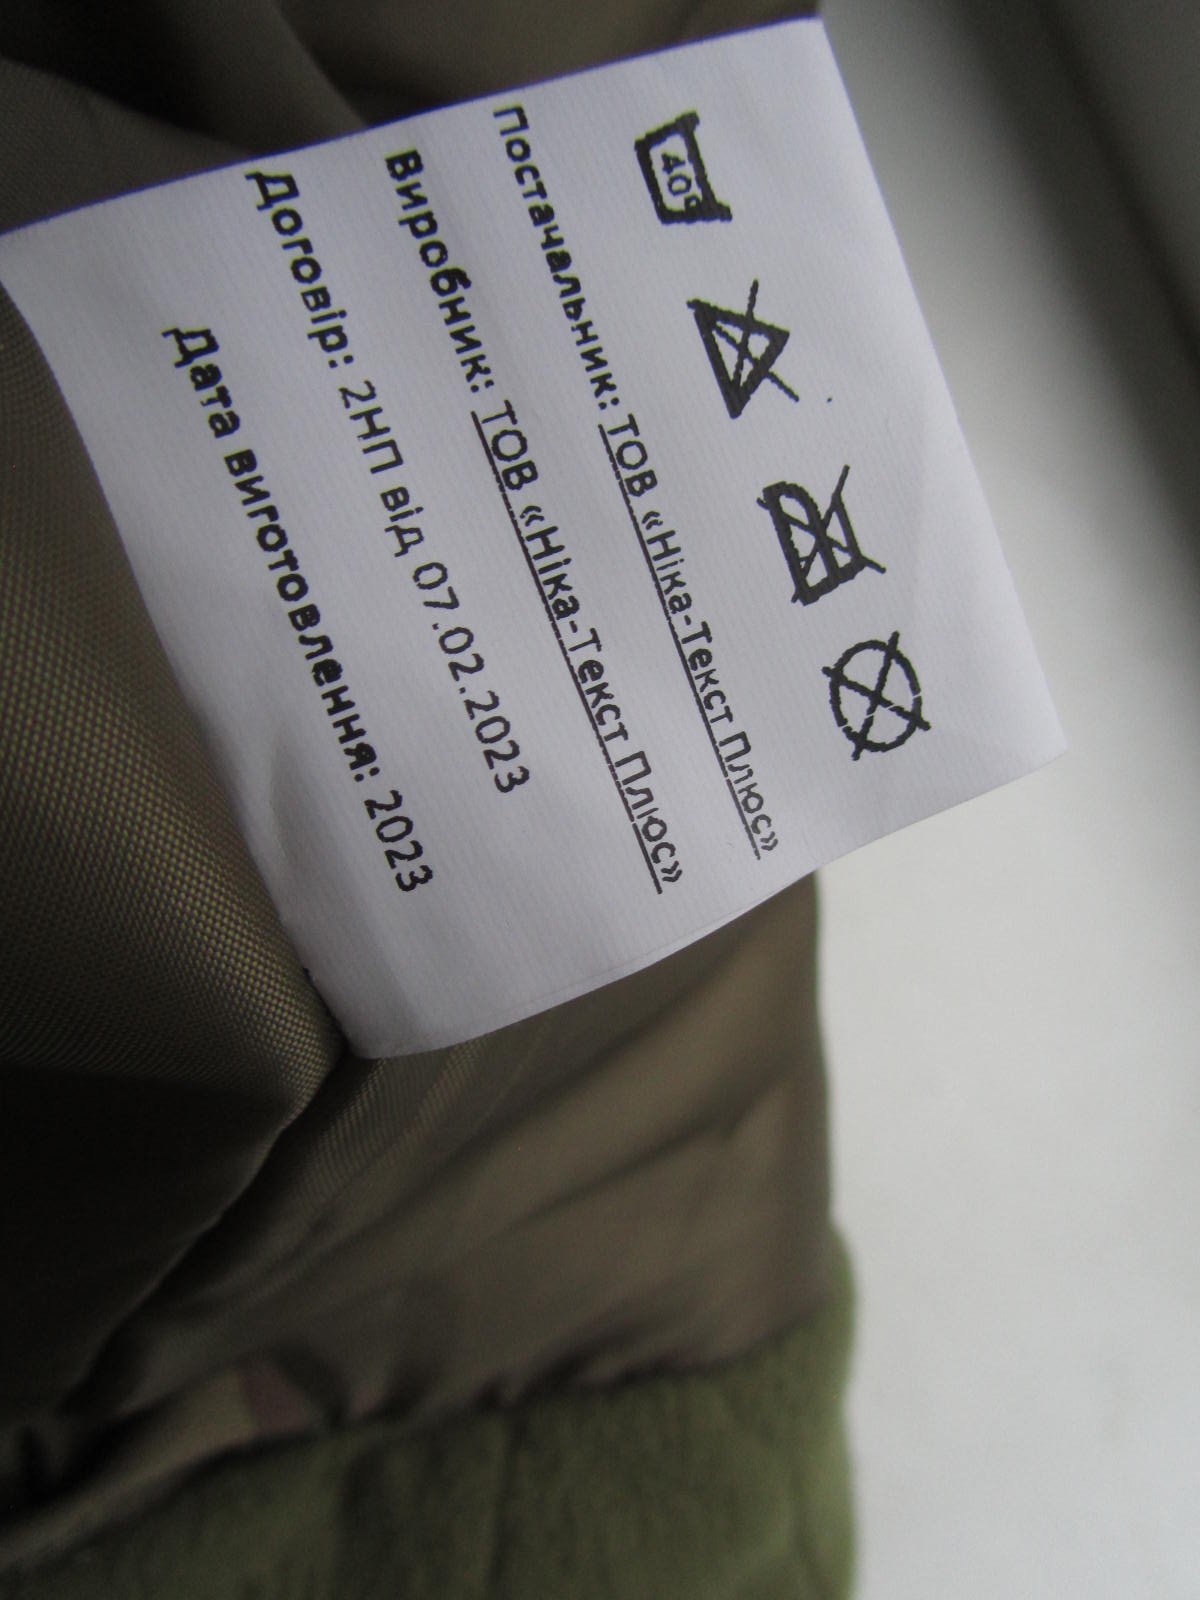 40°
Постачальник: ТОВ «Ніка-Текст Плюс»
Виробник: ТОВ «Ніка-Текст Плюс»
Договір: 2НП від 07.02.2023
Дата виготовлення: 2023